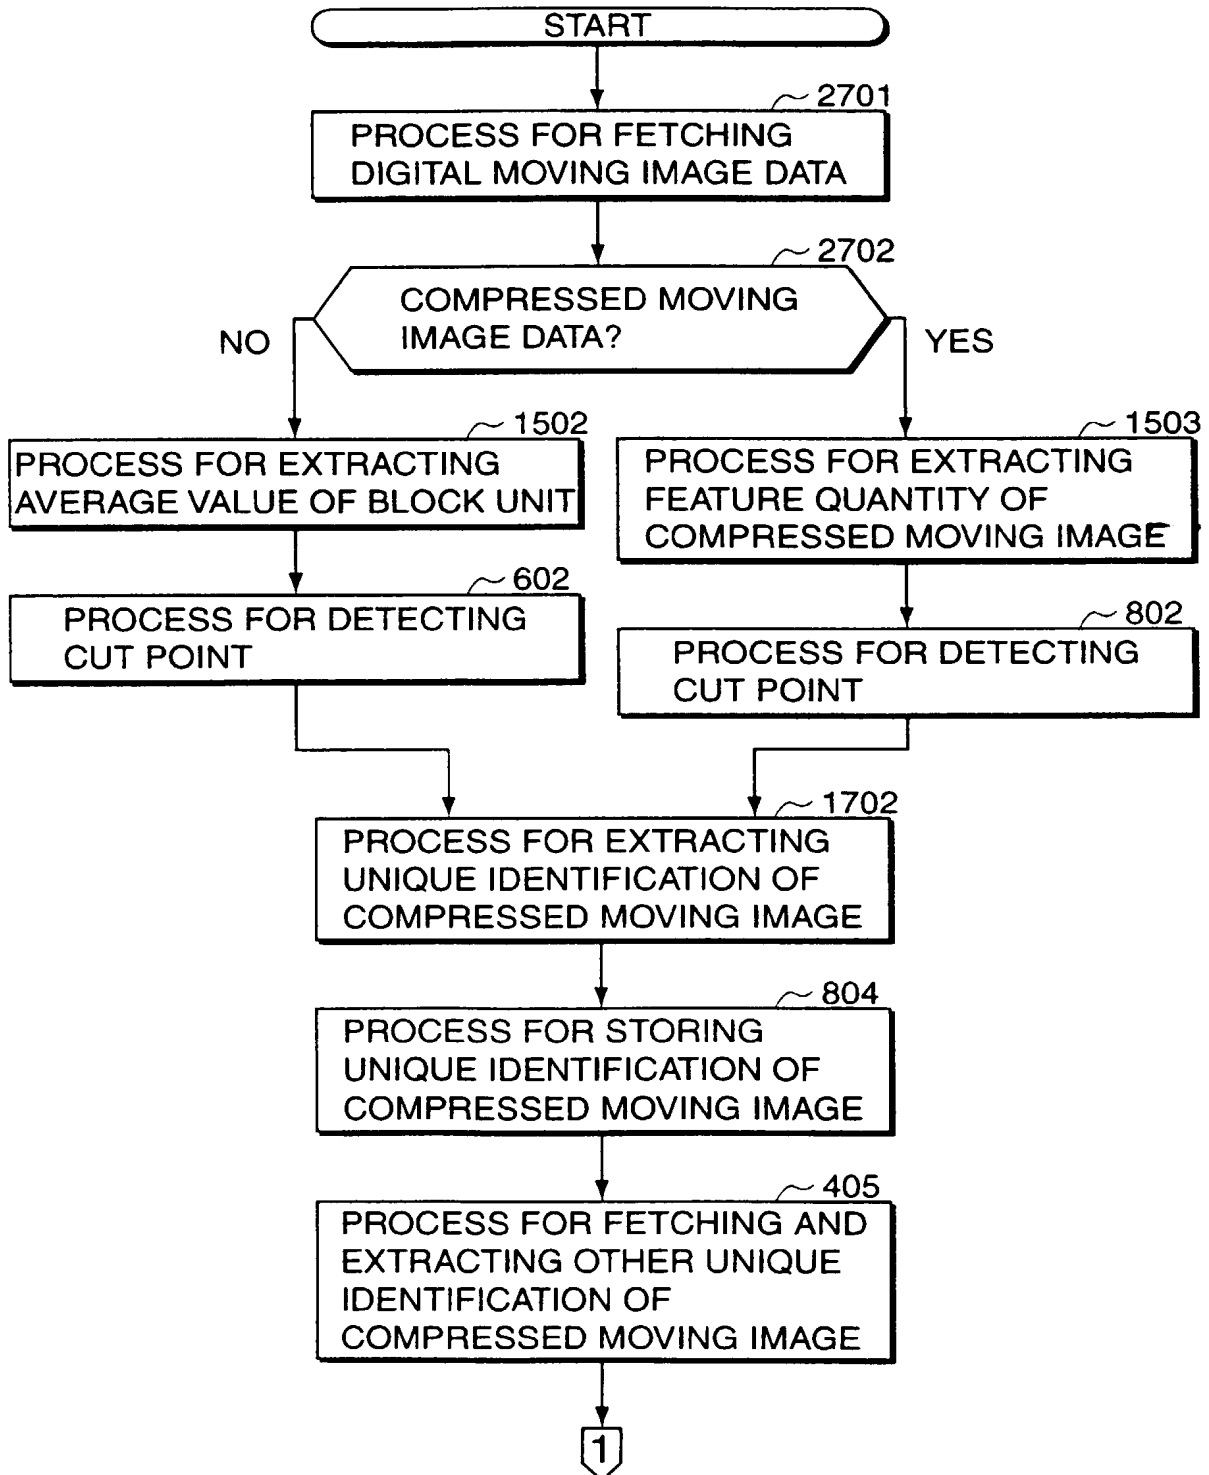 START
2701
PROCESS FOR FETCHING
DIGITAL MOVING IMAGE DATA
2702
COMPRESSED MOVING
IMAGE DATA?
NO
YES
1502
PROCESS FOR EXTRACTING
AVERAGE VALUE OF BLOCK UNIT
1503
PROCESS FOR EXTRACTING
FEATURE QUANTITY OF
COMPRESSED MOVING IMAGE
602
PROCESS FOR DETECTING
CUT POINT
802
PROCESS FOR DETECTING
CUT POINT
1702
PROCESS FOR EXTRACTING
UNIQUE IDENTIFICATION OF
COMPRESSED MOVING IMAGE
804
PROCESS FOR STORING
UNIQUE IDENTIFICATION OF
COMPRESSED MOVING IMAGE
405
PROCESS FOR FETCHING AND
EXTRACTING OTHER UNIQUE
IDENTIFICATION OF
COMPRESSED MOVING IMAGE
1